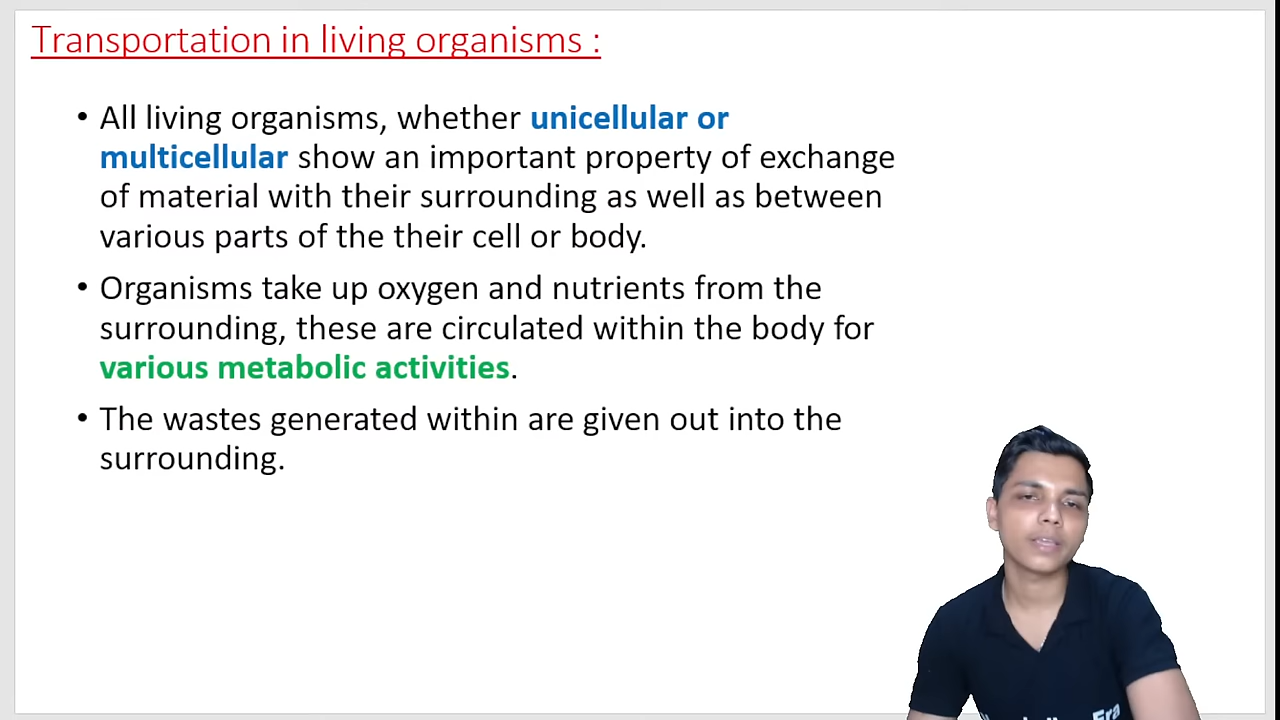 Transportation in living organisms :
• All living organisms, whether unicellular or
multicellular show an important property of exchange
of material with their surrounding as well as between
various parts of the their cell or body.
• Organisms take up oxygen and nutrients from the
surrounding, these are circulated within the body for
various metabolic activities.
• The wastes generated within are given out into the
surrounding.